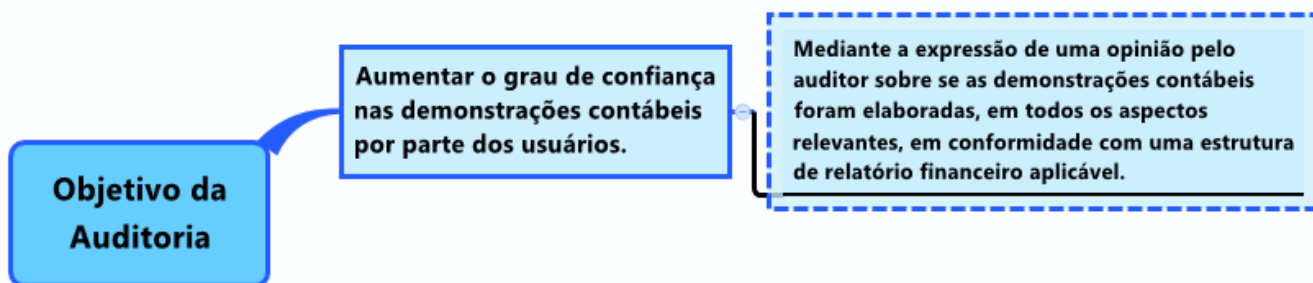 Objetivo da
Auditoria
Aumentar o grau de confiança
nas demonstrações contábeis
por parte dos usuários.
Mediante a expressão de uma opinião pelo
auditor sobre se as demonstrações contábeis
foram elaboradas, em todos os aspectos
relevantes, em conformidade com uma estrutura
de relatório financeiro aplicável.